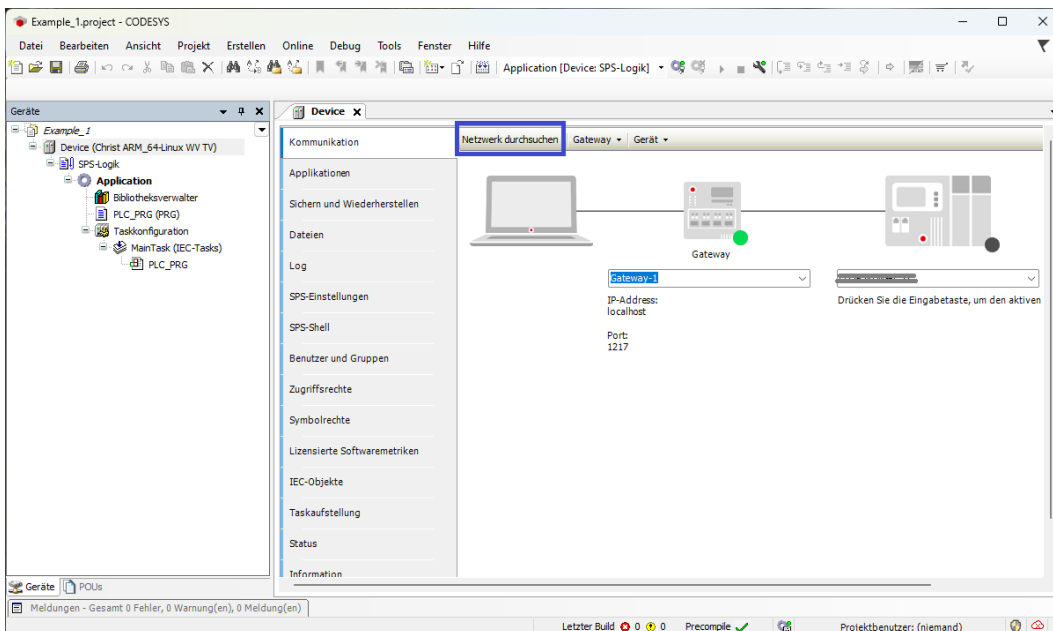 Example_1.project - CODESYS
Datei Bearbeiten Ansicht Projekt Erstellen Online Debug Tools Fenster Hilfe
Application [Device: SPS-Logik]
Geräte
Device
Example_1
Device (Christ ARM_64-Linux WV TV)
SPS-Logik
Application
Bibliotheksverwalter
PLC_PRG (PRG)
Taskkonfiguration
MainTask (IEC-Tasks)
PLC_PRG
Kommunikation
Applikationen
Sichern und Wiederherstellen
Dateien
Log
SPS-Einstellungen
SPS-Shell
Benutzer und Gruppen
Zugriffsrechte
Symbolrechte
Lizensierte Softwaremetriken
IEC-Objekte
Taskaufstellung
Status
Information
Netzwerk durchsuchen Gateway Gerät
Gateway
Gateway-1
IP-Address:
localhost
Port:
1217
Drücken Sie die Eingabetaste, um den aktiven
Geräte POUs
Meldungen - Gesamt 0 Fehler, 0 Warnung(en), 0 Meldung(en)
Letzter Build 0 0 Precompile Projektbenutzer: (niemand)